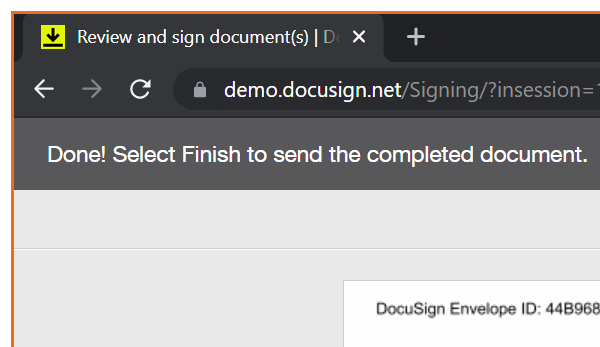 Review and sign document(s) |
demo.docusign.net/Signing/?insession=
Done! Select Finish to send the completed document.
DocuSign Envelope ID: 44B968